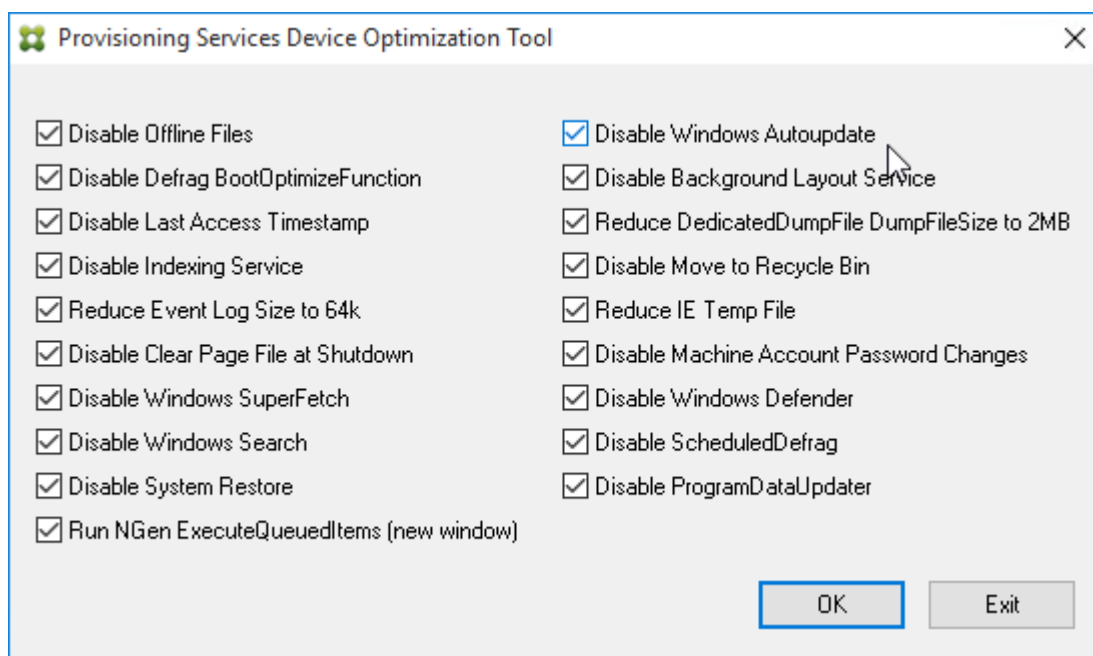 Provisioning Services Device Optimization Tool
Disable Offline Files
Disable Defrag BootOptimizeFunction
Disable Last Access Timestamp
Disable Indexing Service
Reduce Event Log Size to 64k
Disable Clear Page File at Shutdown
Disable Windows SuperFetch
Disable Windows Search
Disable System Restore
Run NGen ExecuteQueuedItems (new window)
Disable Windows Autoupdate
Disable Background Layout Service
Reduce DedicatedDumpFile DumpFileSize to 2MB
Disable Move to Recycle Bin
Reduce IE Temp File
Disable Machine Account Password Changes
Disable Windows Defender
Disable ScheduledDefrag
Disable ProgramDataUpdater
OK
Exit